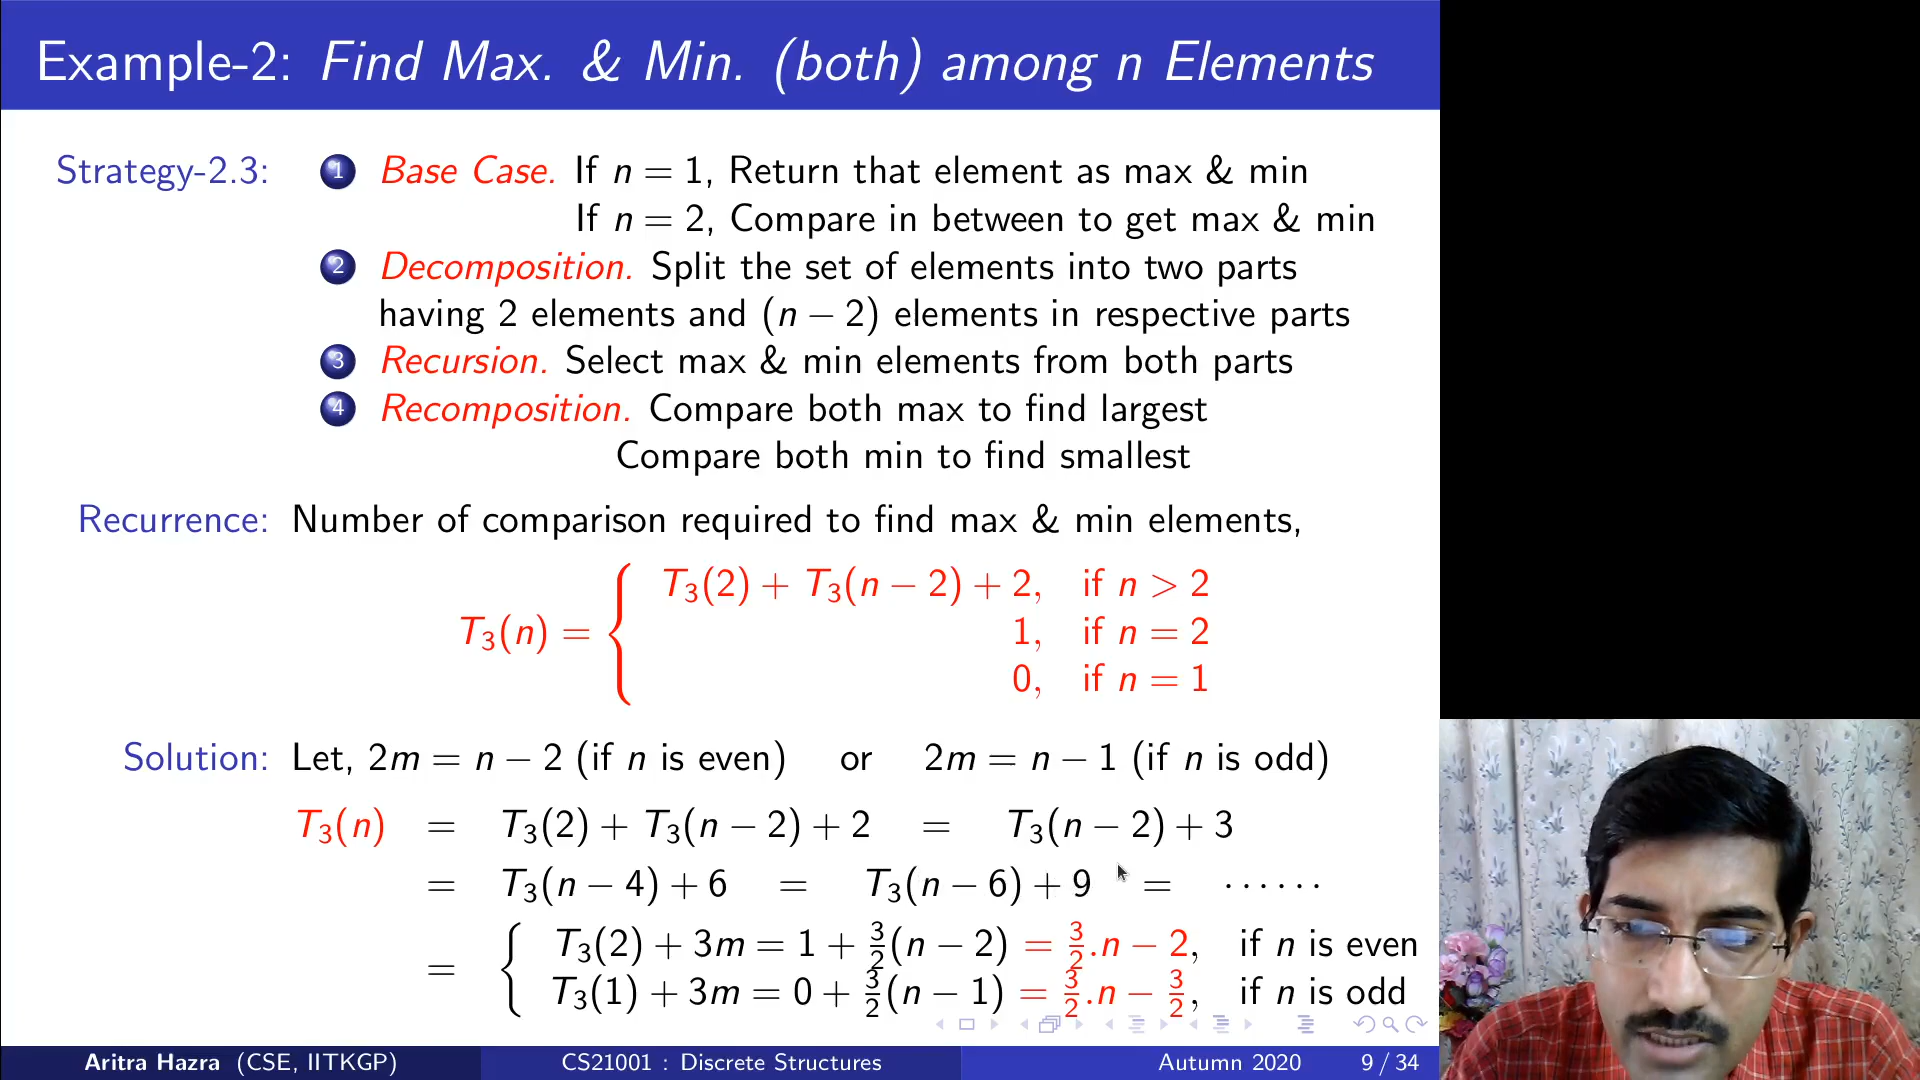 Example-2: Find Max. & Min. (both) among n Elements
Strategy-2.3: 1 Base Case. If n = 1, Return that element as max & min
If n = 2, Compare in between to get max & min
2 Decomposition. Split the set of elements into two parts
having 2 elements and (n − 2) elements in respective parts
3 Recursion. Select max & min elements from both parts
4 Recomposition. Compare both max to find largest
Compare both min to find smallest
Recurrence: Number of comparison required to find max & min elements,
T₃(n) = { T₃(2) + T₃(n − 2) + 2, if n > 2
1, if n = 2
0, if n = 1
Solution: Let, 2m = n − 2 (if n is even) or 2m = n − 1 (if n is odd)
T₃(n) = T₃(2) + T₃(n − 2) + 2 = T₃(n − 2) + 3
= T₃(n − 4) + 6 = T₃(n − 6) + 9 = ······
= { T₃(2) + 3m = 1 + 3/2(n − 2) = 3/2.n − 2, if n is even
T₃(1) + 3m = 0 + 3/2(n − 1) = 3/2.n − 3/2, if n is odd
Aritra Hazra (CSE, IITKGP) CS21001 : Discrete Structures Autumn 2020 9 / 34